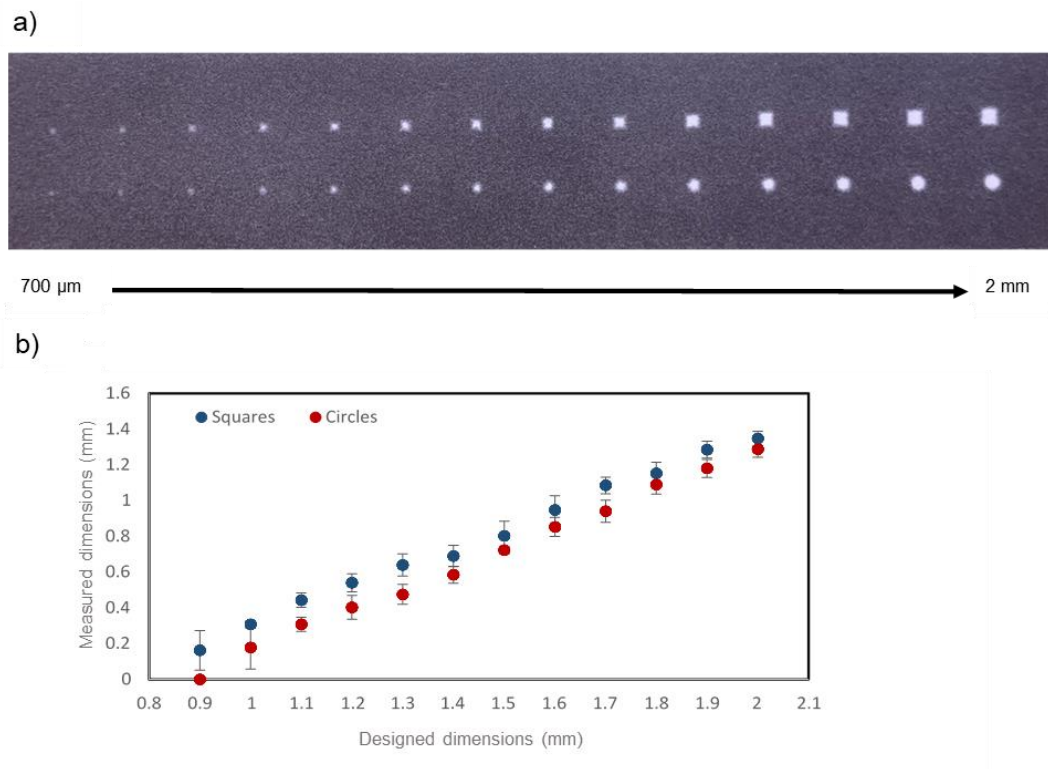 a)
700 µm
2 mm
b)
1.6
1.4
1.2
1
0.8
0.6
0.4
0.2
0
Measured dimensions (mm)
Squares Circles
0.8 0.9 1 1.1 1.2 1.3 1.4 1.5 1.6 1.7 1.8 1.9 2 2.1
Designed dimensions (mm)